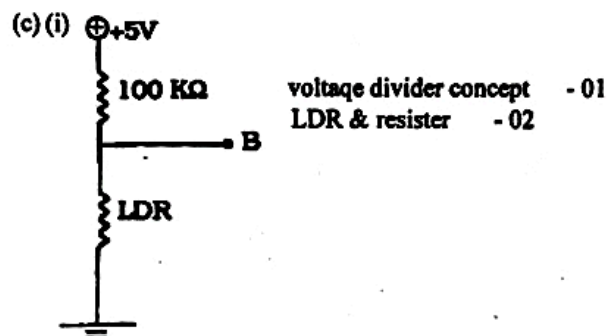 (c) (i) +5V
100 KΩ
voltaqe divider concept - 01
LDR & resister - 02
B
LDR